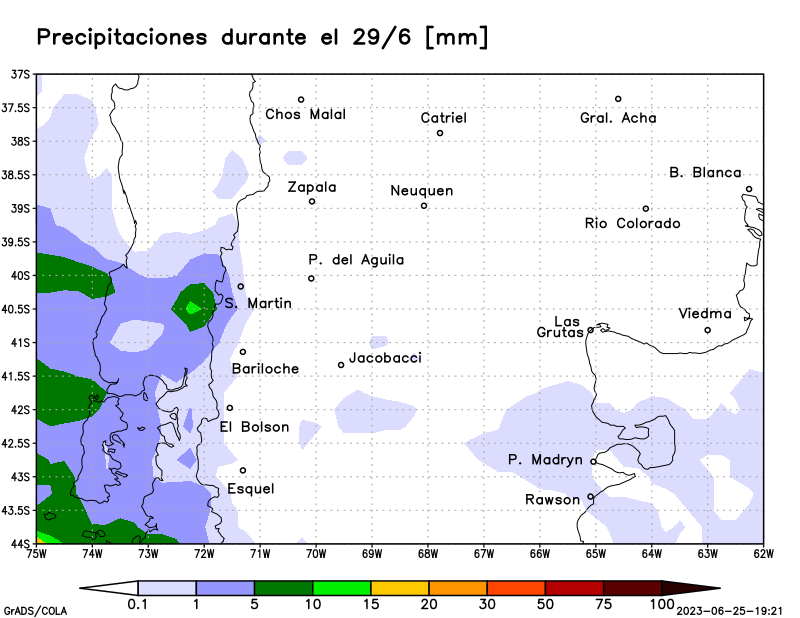 Precipitaciones durante el 29/6 [mm]
37S
37.5S
38S
38.5S
39S
39.5S
40S
40.5S
41S
41.5S
42S
42.5S
43S
43.5S
44S
Chos Malal
Catriel
Gral. Acha
B. Blanca
Zapala
Neuquen
Rio Colorado
P. del Aguila
S. Martin
Las
Grutas
Viedma
Bariloche
Jacobacci
El Bolson
P. Madryn
Esquel
Rawson
75W 74W 73W 72W 71W 70W 69W 68W 67W 66W 65W 64W 63W 62W
0.1 1 5 10 15 20 30 50 75 100
GrADS/COLA
2023-06-25-19:21